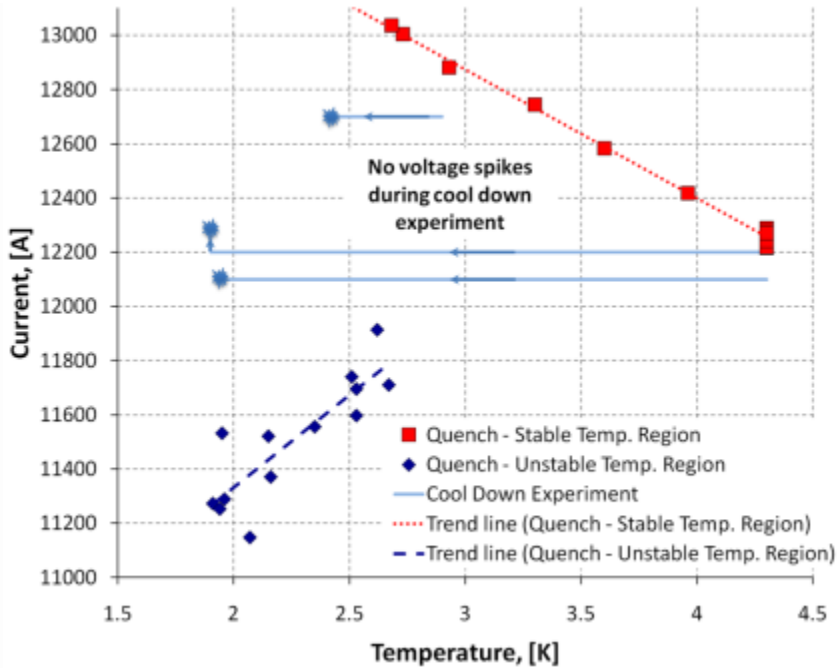 13000
12800
12600
12400
12200
12000
11800
11600
11400
11200
11000
Current, [A]
No voltage spikes
during cool down
experiment
Quench - Stable Temp. Region
Quench - Unstable Temp. Region
Cool Down Experiment
Trend line (Quench - Stable Temp. Region)
Trend line (Quench - Unstable Temp. Region)
1.5 2 2.5 3 3.5 4 4.5
Temperature, [K]